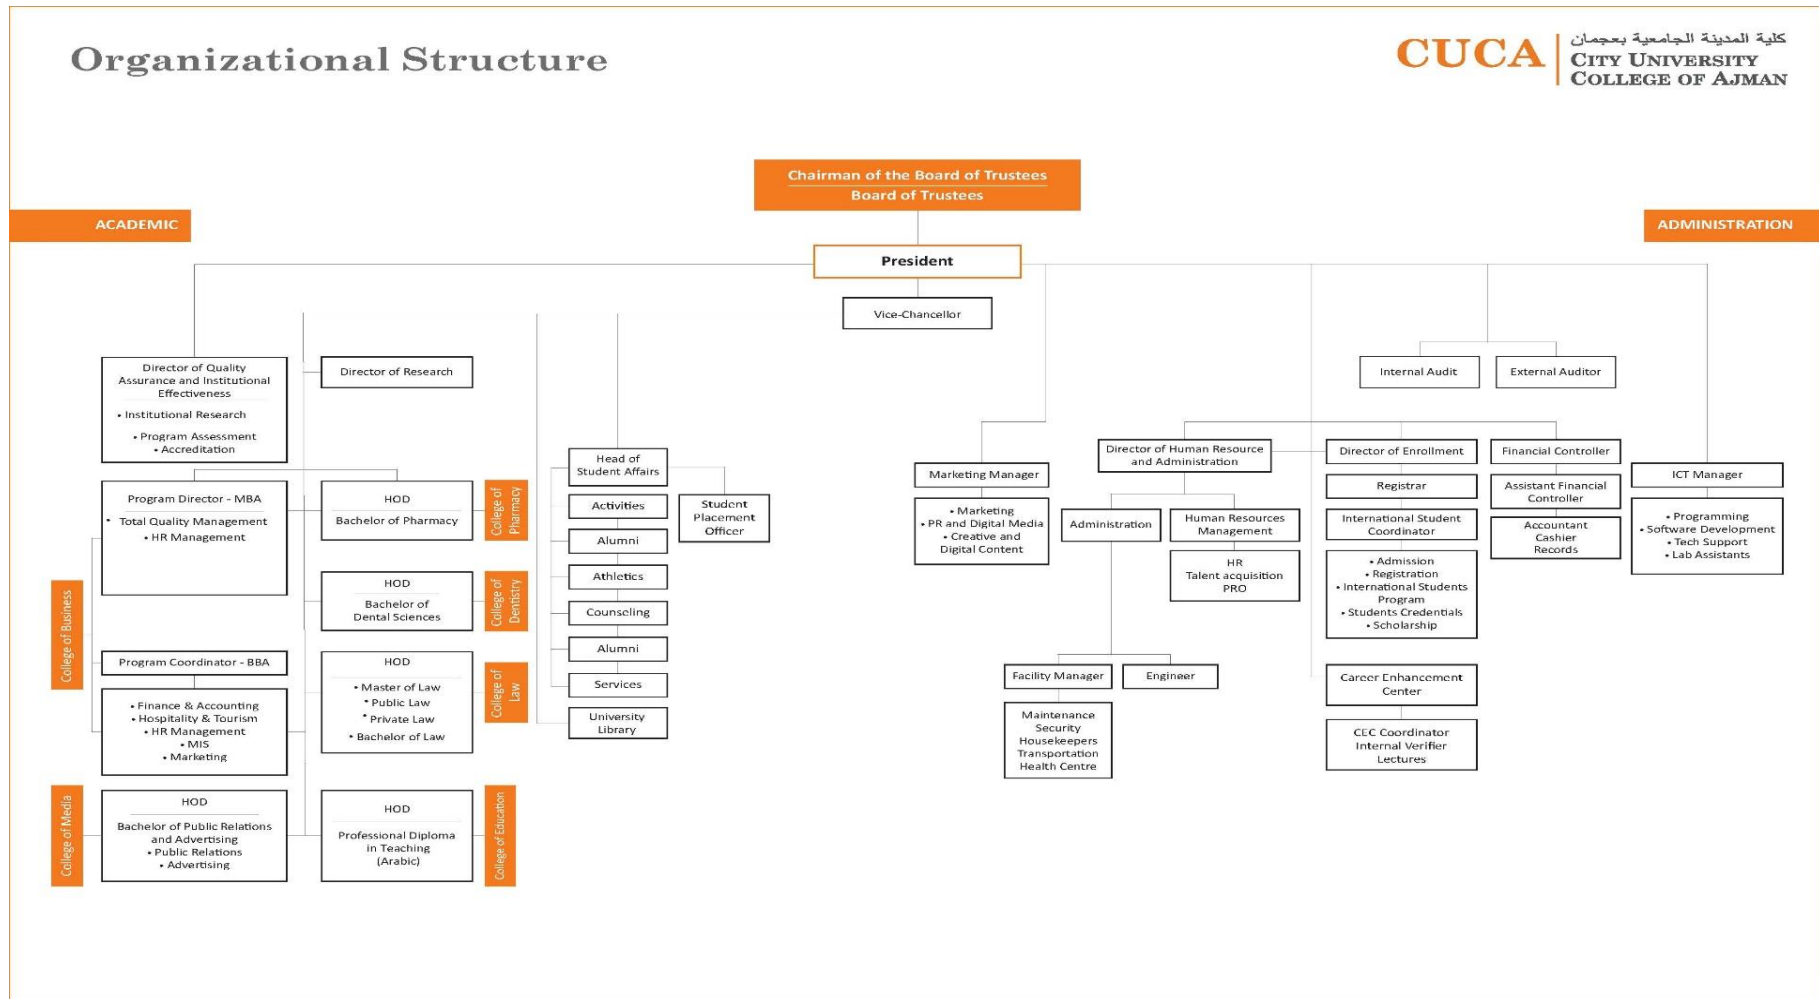 Organizational Structure
CUCA
كلية المدينة الجامعية بعجمان
CITY UNIVERSITY
COLLEGE OF AJMAN
Chairman of the Board of Trustees
Board of Trustees
ACADEMIC
ADMINISTRATION
President
Vice-Chancellor
Director of Quality
Assurance and Institutional
Effectiveness
• Institutional Research
• Program Assessment
• Accreditation
Director of Research
Program Director - MBA
• Total Quality Management
• HR Management
HOD
Bachelor of Pharmacy
College of
Pharmacy
HOD
Bachelor of
Dental Sciences
College of
Dentistry
College of Business
Program Coordinator - BBA
• Finance & Accounting
• Hospitality & Tourism
• HR Management
• MIS
• Marketing
HOD
• Master of Law
• Public Law
• Private Law
• Bachelor of Law
College of
Law
College of Media
HOD
Bachelor of Public Relations
and Advertising
• Public Relations
• Advertising
HOD
Professional Diploma
in Teaching
(Arabic)
College of Education
Head of
Student Affairs
Activities
Alumni
Athletics
Counseling
Alumni
Services
University
Library
Student
Placement
Officer
Internal Audit
External Auditor
Marketing Manager
• Marketing
• PR and Digital Media
• Creative and
Digital Content
Director of Human Resource
and Administration
Administration
Human Resources
Management
HR
Talent acquisition
PRO
Facility Manager
Engineer
Maintenance
Security
Housekeepers
Transportation
Health Centre
Director of Enrollment
Registrar
International Student
Coordinator
• Admission
• Registration
• International Students
Program
• Students Credentials
• Scholarship
Career Enhancement
Center
CEC Coordinator
Internal Verifier
Lectures
Financial Controller
Assistant Financial
Controller
Accountant
Cashier
Records
ICT Manager
• Programming
• Software Development
• Tech Support
• Lab Assistants